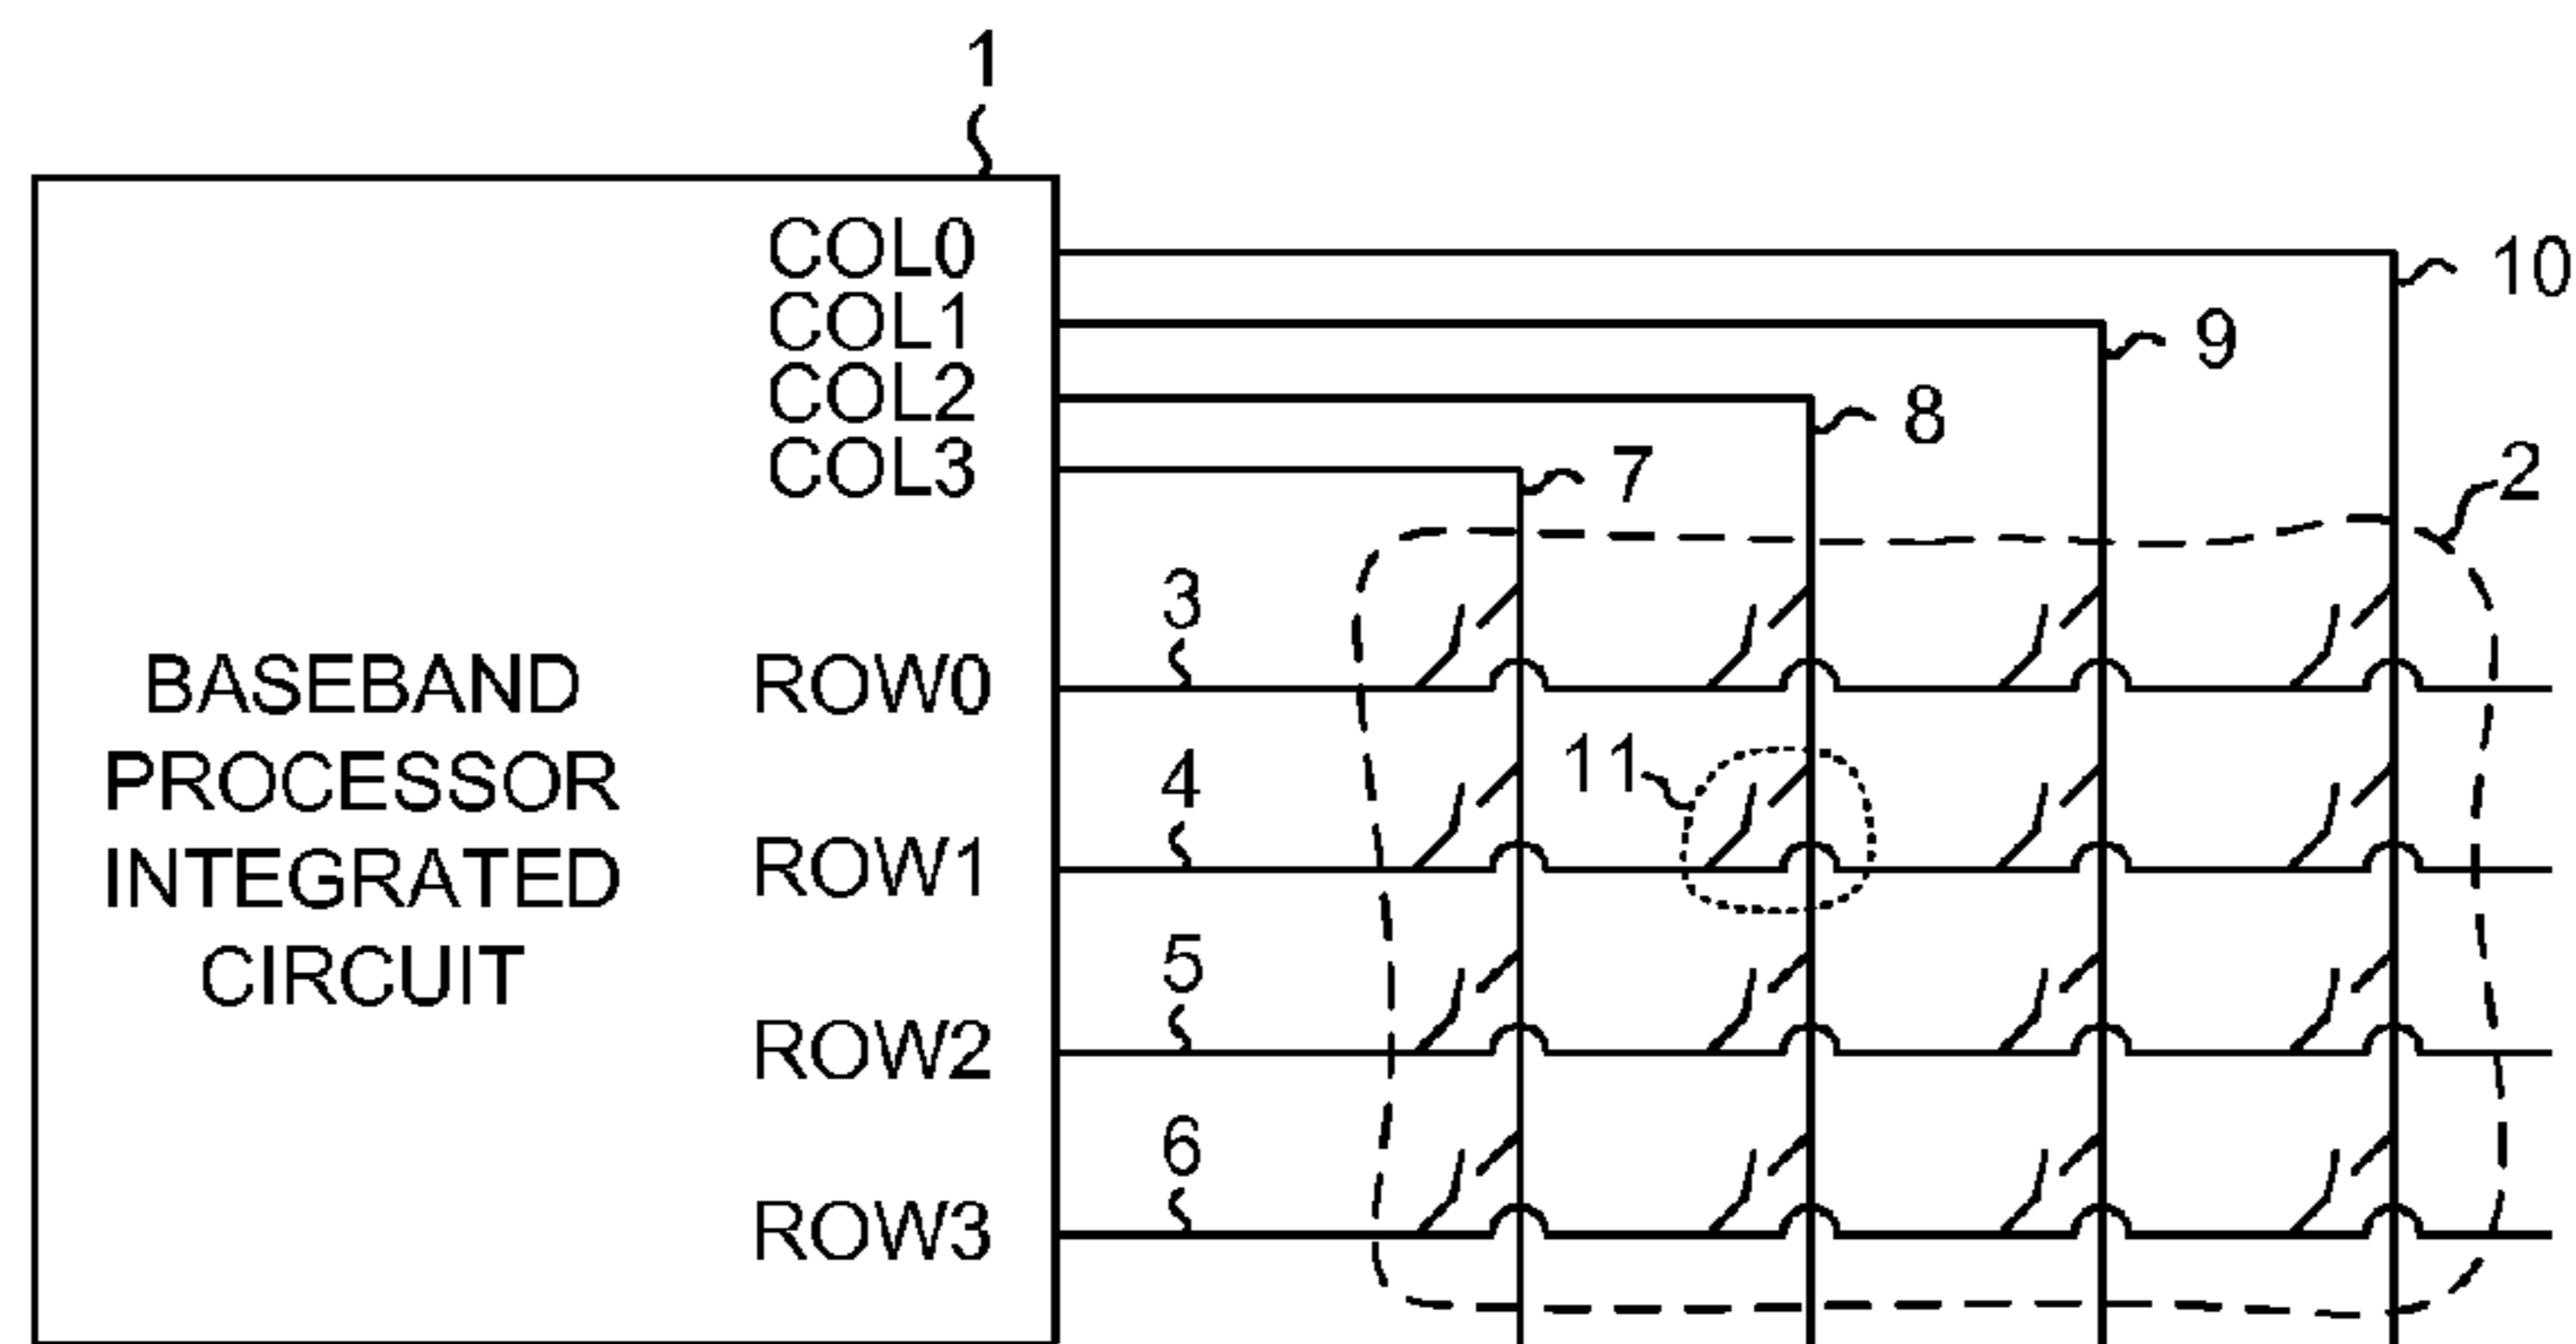 1
COL0
COL1
COL2
COL3
10
9
8
7
2
3
ROW0
BASEBAND
PROCESSOR
INTEGRATED
CIRCUIT
4
11
ROW1
5
ROW2
6
ROW3